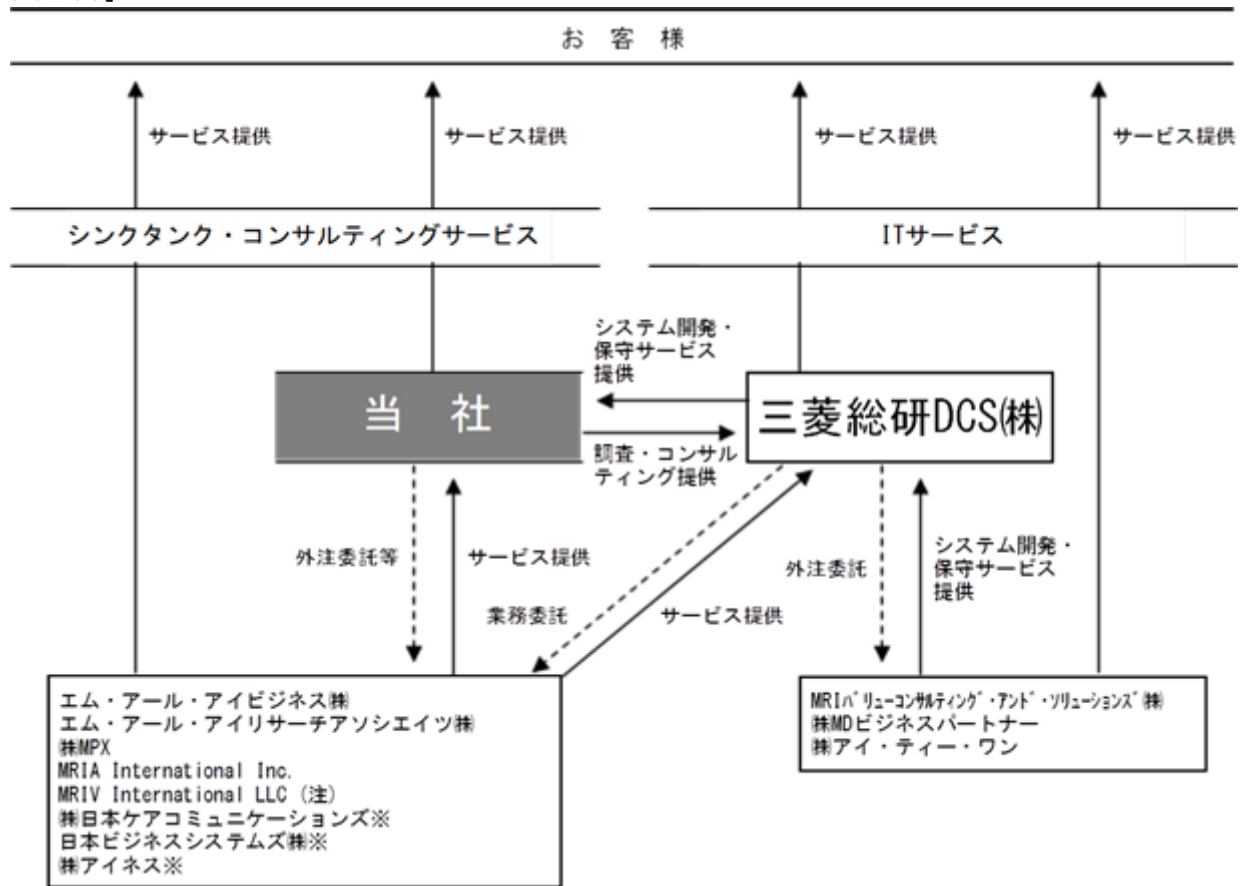 お 客 様
サービス提供
サービス提供
サービス提供
サービス提供
シンクタンク・コンサルティングサービス
ITサービス
システム開発・
保守サービス
提供
当 社
三菱総研DCS㈱
調査・コンサル
ティング提供
外注委託等
サービス提供
業務委託
サービス提供
外注委託
システム開発・
保守サービス
提供
エム・アール・アイビジネス㈱
エム・アール・アイリサーチアソシエイツ㈱
㈱MPX
MRIA International Inc.
MRIV International LLC (注)
㈱日本ケアコミュニケーションズ※
日本ビジネスシステムズ㈱※
㈱アイネス※
MRIバリューコンサルティング・アンド・ソリューションズ㈱
㈱MDビジネスパートナー
㈱アイ・ティー・ワン